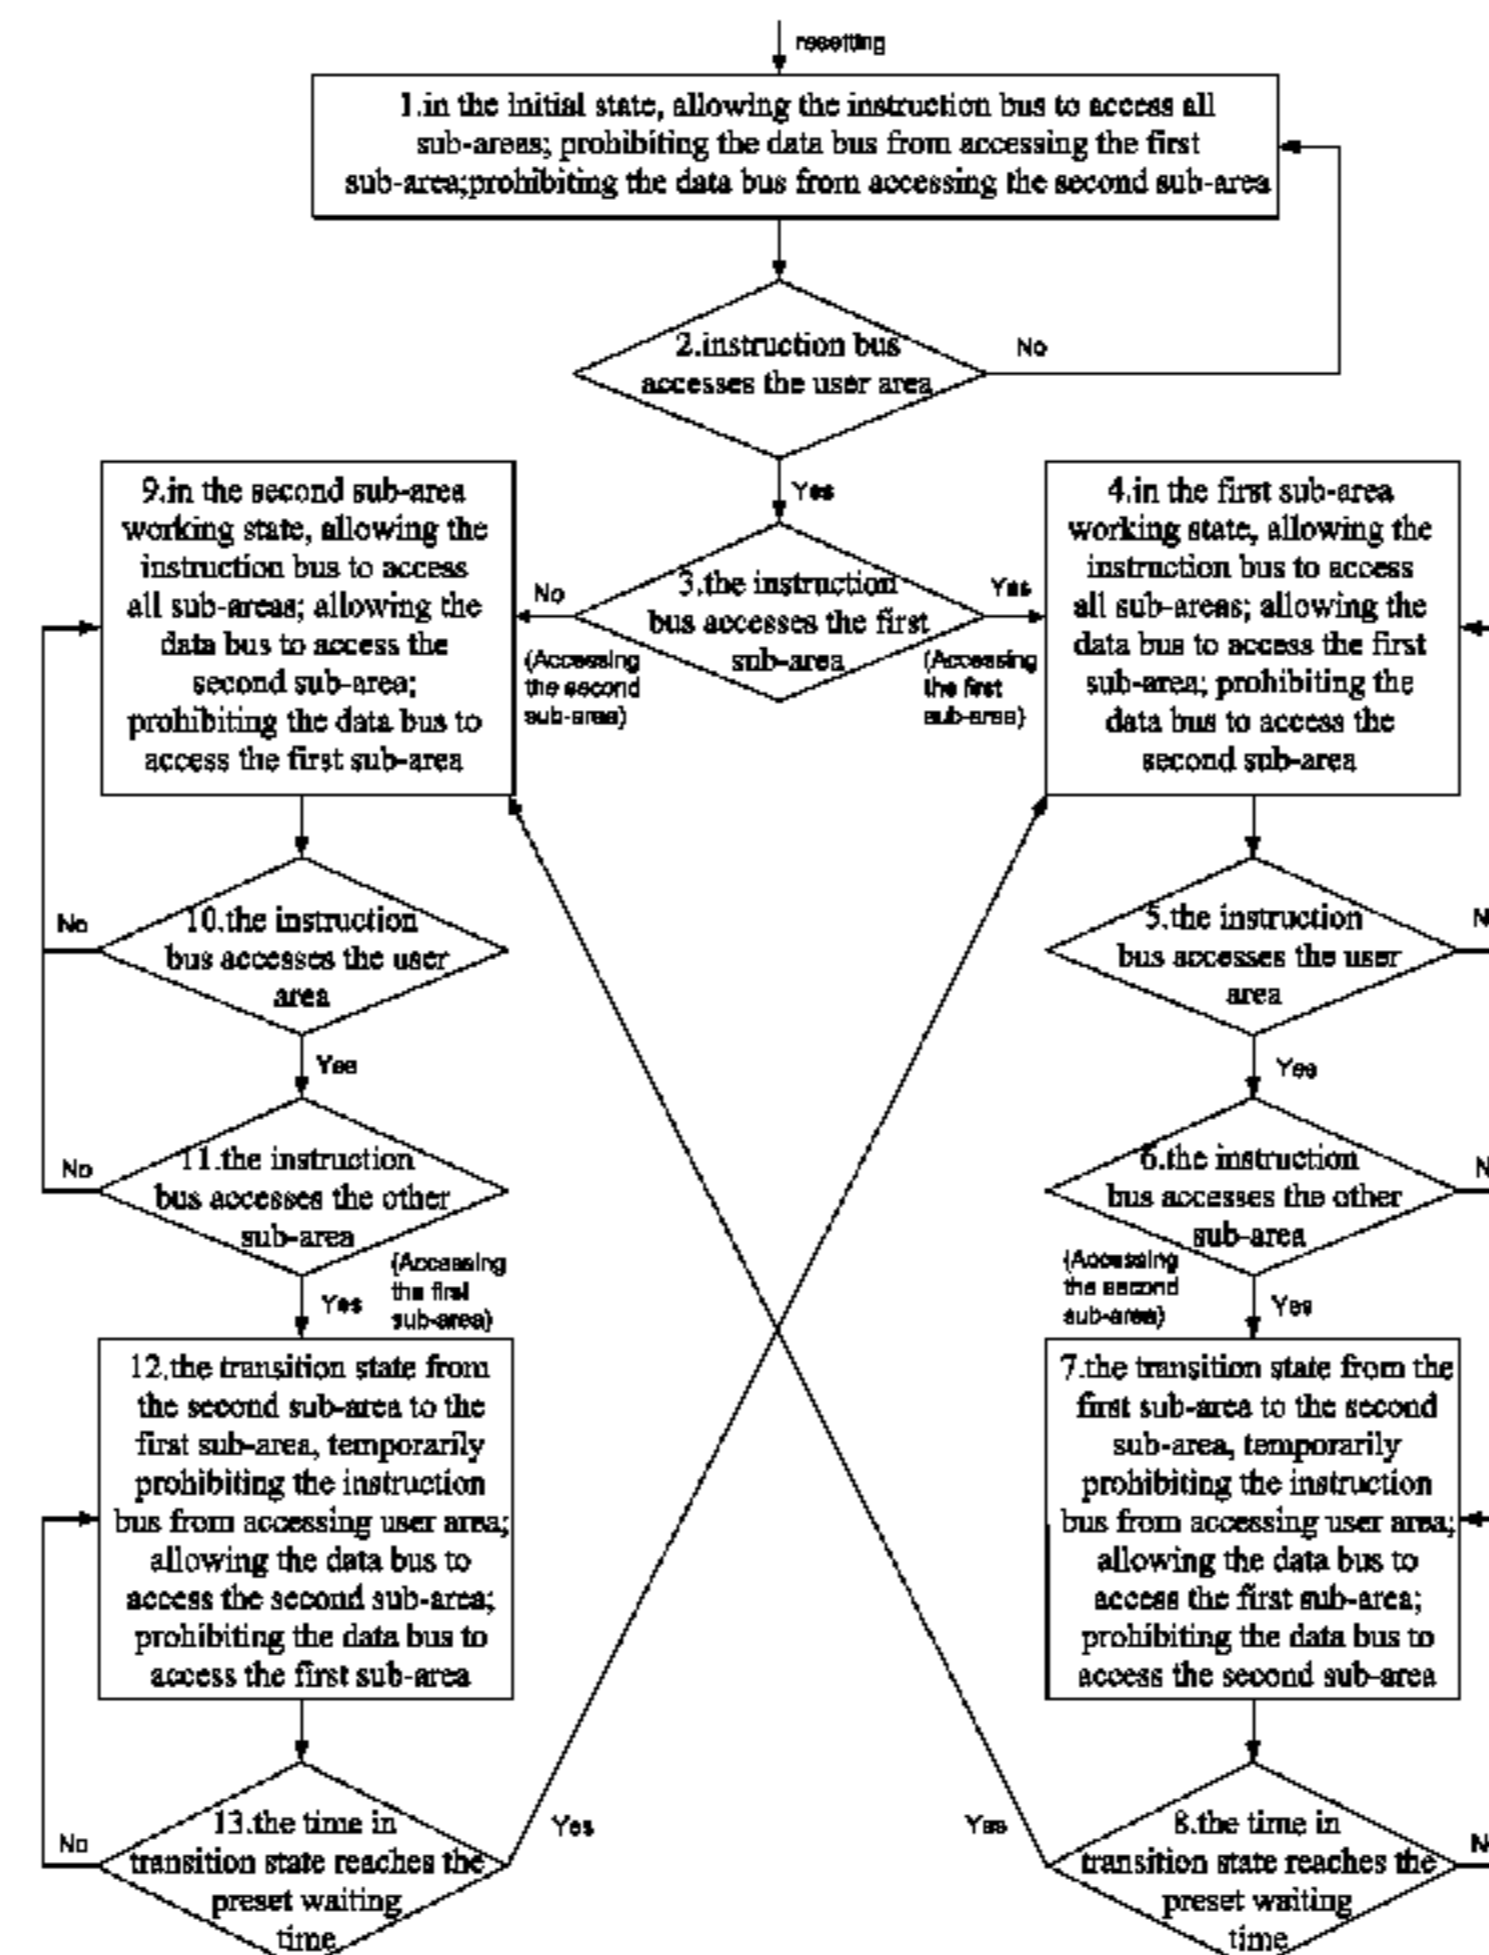 resetting
1.in the initial state, allowing the instruction bus to access all
sub-areas; prohibiting the data bus from accessing the first
sub-area;prohibiting the data bus from accessing the second sub-area
2.instruction bus
accesses the user area
No
Yes
3.the instruction
bus accesses the first
sub-area
No
(Accessing
the second
sub-area)
Yes
(Accessing
the first
sub-area)
9.in the second sub-area
working state, allowing the
instruction bus to access
all sub-areas; allowing the
data bus to access the
second sub-area;
prohibiting the data bus to
access the first sub-area
4.in the first sub-area
working state, allowing the
instruction bus to access
all sub-areas; allowing the
data bus to access the first
sub-area; prohibiting the
data bus to access the
second sub-area
No
10.the instruction
bus accesses the user
area
Yes
5.the instruction
bus accesses the user
area
Yes
No
11.the instruction
bus accesses the other
sub-area
Yes
(Accessing
the first
sub-area)
6.the instruction
bus accesses the other
sub-area
(Accessing
the second
sub-area)
Yes
12.the transition state from
the second sub-area to the
first sub-area, temporarily
prohibiting the instruction
bus from accessing user area;
allowing the data bus to
access the second sub-area;
prohibiting the data bus to
access the first sub-area
7.the transition state from the
first sub-area to the second
sub-area, temporarily
prohibiting the instruction
bus from accessing user area;
allowing the data bus to
access the first sub-area;
prohibiting the data bus to
access the second sub-area
No
13.the time in
transition state reaches the
preset waiting
time
Yes
Yes
8.the time in
transition state reaches the
preset waiting
time